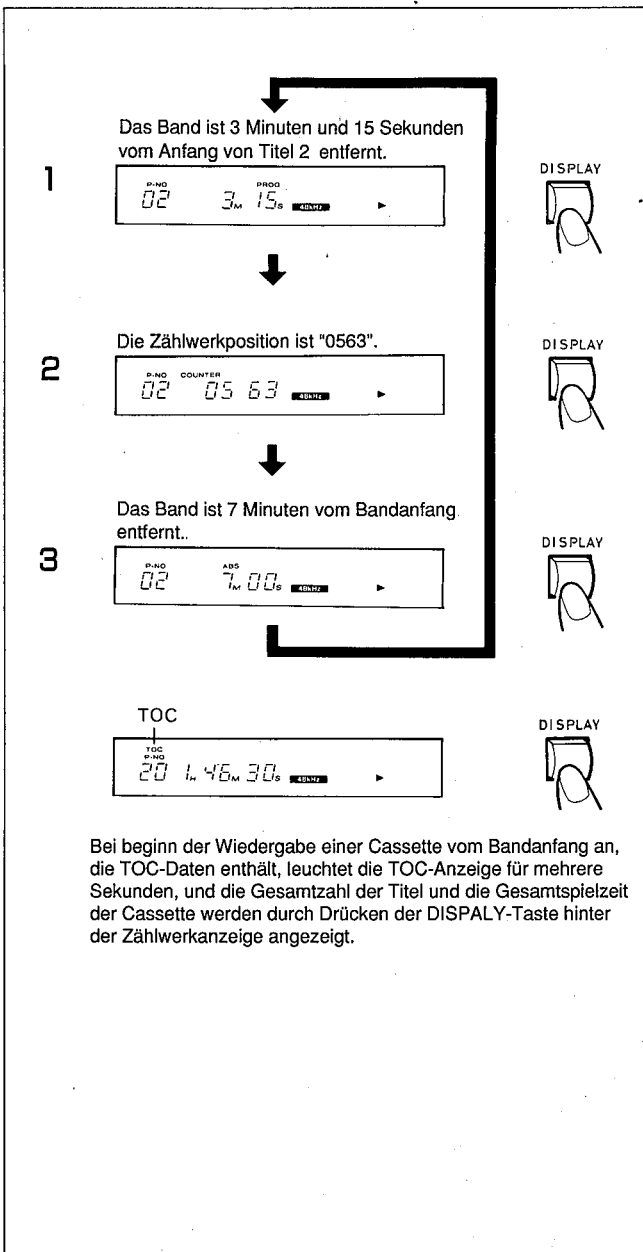 Das Band ist 3 Minuten und 15 Sekunden
vom Anfang von Titel 2 entfernt.
1
P-NO PROG
02 3M 15S 48kHz
DISPLAY
Die Zählwerkposition ist "0563".
2
P-NO COUNTER
02 05 63 48kHz
DISPLAY
Das Band ist 7 Minuten vom Bandanfang
entfernt..
3
P-NO ABS
02 7M 00S 48kHz
DISPLAY
TOC
TOC
P-NO
20 1H 46M 30S 48kHz
DISPLAY
Bei beginn der Wiedergabe einer Cassette vom Bandanfang an,
die TOC-Daten enthält, leuchtet die TOC-Anzeige für mehrere
Sekunden, und die Gesamtzahl der Titel und die Gesamtspielzeit
der Cassette werden durch Drücken der DISPALY-Taste hinter
der Zählwerkanzeige angezeigt.